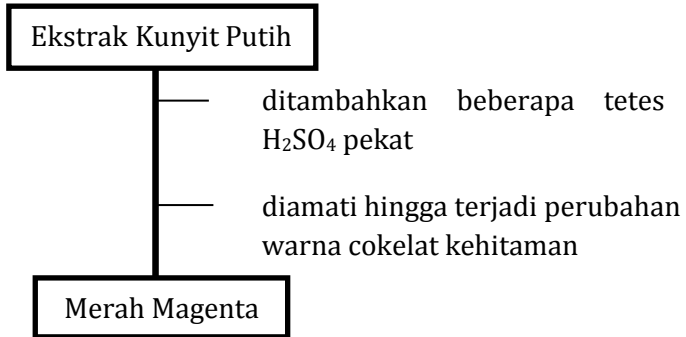 Ekstrak Kunyit Putih
ditambahkan beberapa tetes
H₂SO₄ pekat
diamati hingga terjadi perubahan
warna cokelat kehitaman
Merah Magenta